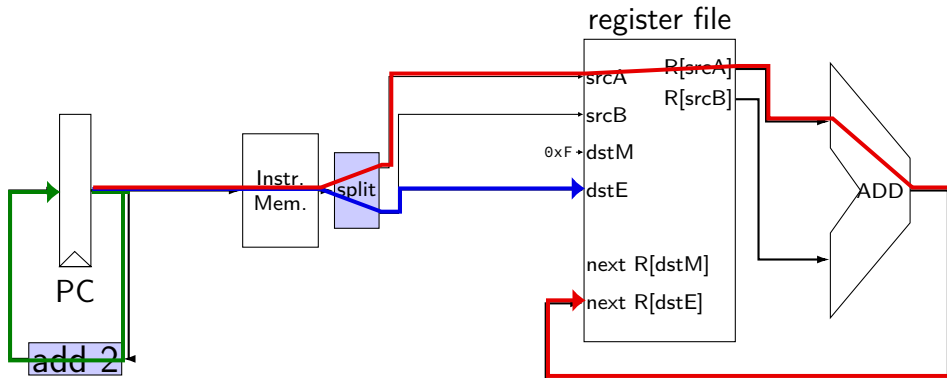 register file
srcA
R[srcA]
R[srcB]
srcB
0xF
dstM
Instr.
Mem.
split
dstE
ADD
next R[dstM]
PC
next R[dstE]
add 2